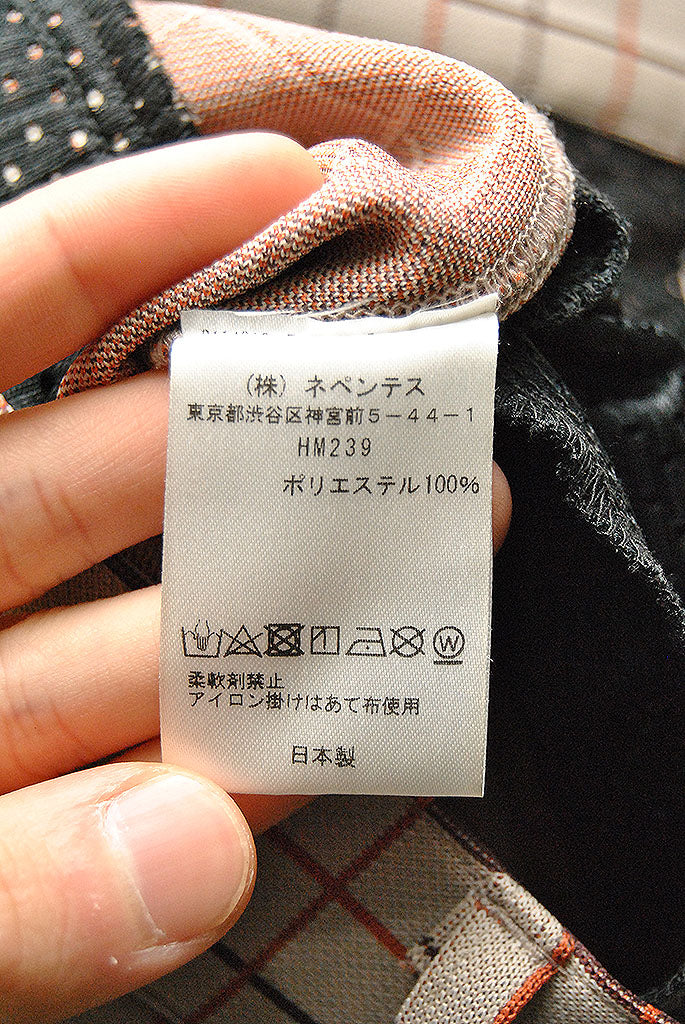 (株) ネペンテス
東京都渋谷区神宮前5-44-1
HM239
ポリエステル100%
W
柔軟剤禁止
アイロン掛けはあて布使用
日本製